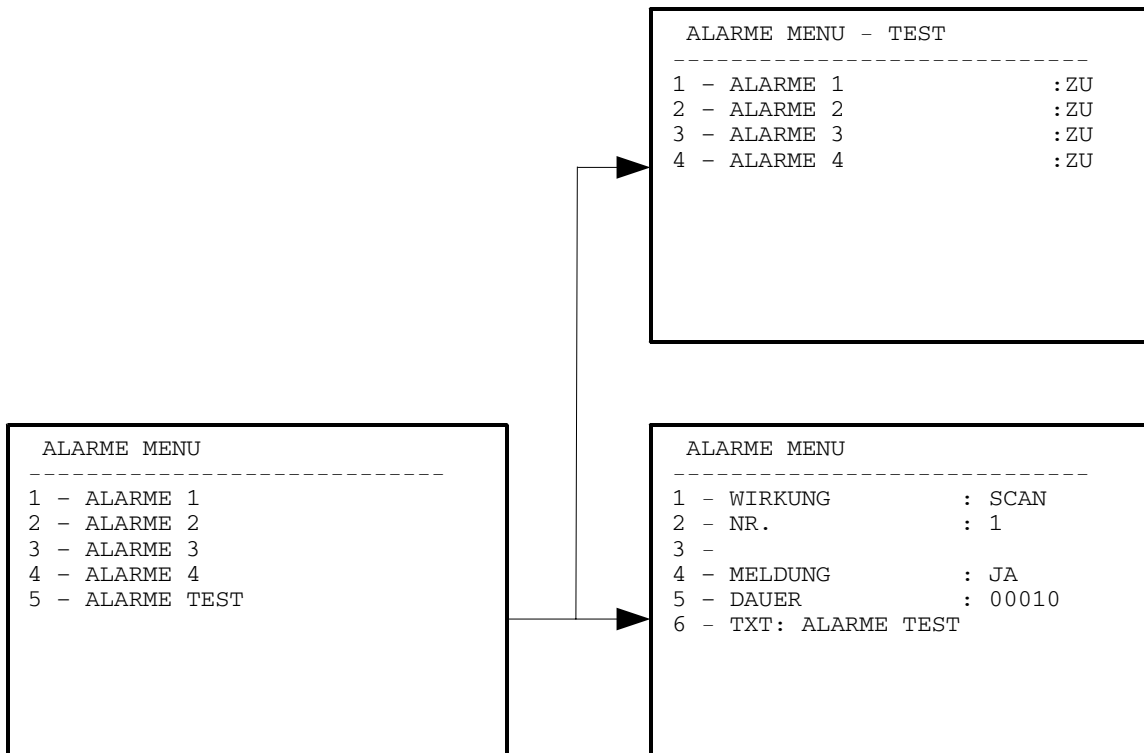 ALARME MENU - TEST
-----------------------------
1 - ALARME 1 :ZU
2 - ALARME 2 :ZU
3 - ALARME 3 :ZU
4 - ALARME 4 :ZU
ALARME MENU
-----------------------------
1 - ALARME 1
2 - ALARME 2
3 - ALARME 3
4 - ALARME 4
5 - ALARME TEST
ALARME MENU
-----------------------------
1 - WIRKUNG : SCAN
2 - NR. : 1
3 -
4 - MELDUNG : JA
5 - DAUER : 00010
6 - TXT: ALARME TEST